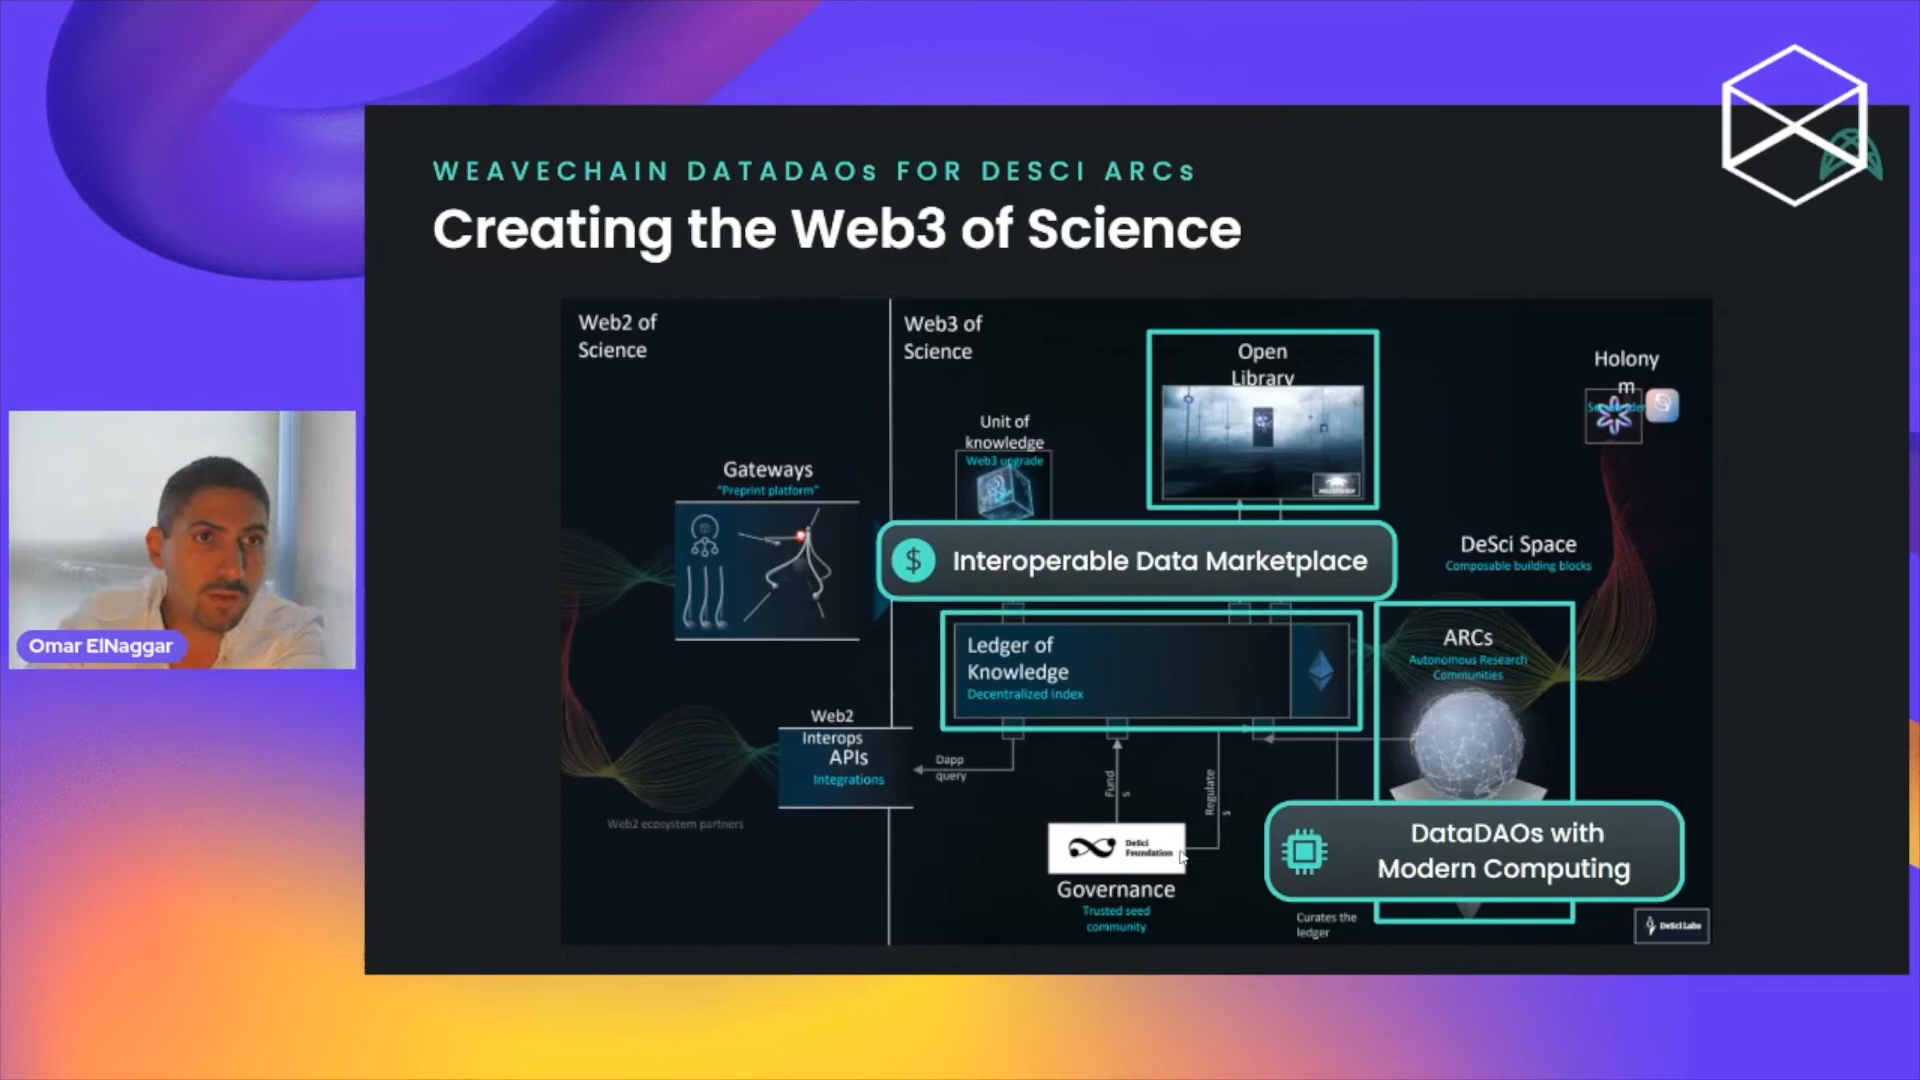 WEAVECHAIN DATADAOs FOR DESCI ARCs
Creating the Web3 of Science
Web2 of
Science
Web3 of
Science
Open
Library
Holony
m
Unit of
knowledge
Web3 upgrade
Gateways
"Preprint platform"
$ Interoperable Data Marketplace
DeSci Space
Composable building blocks
Ledger of
Knowledge
Decentralized Index
ARCs
Autonomous Research
Communities
Omar ElNaggar
Web2
Interops
APIs
Integrations
Dapp
query
Fund
s
Regulate
s
Web2 ecosystem partners
DeSci
Foundation
Governance
Trusted seed
community
DataDAOs with
Modern Computing
Curates the
ledger
DeSci Labs